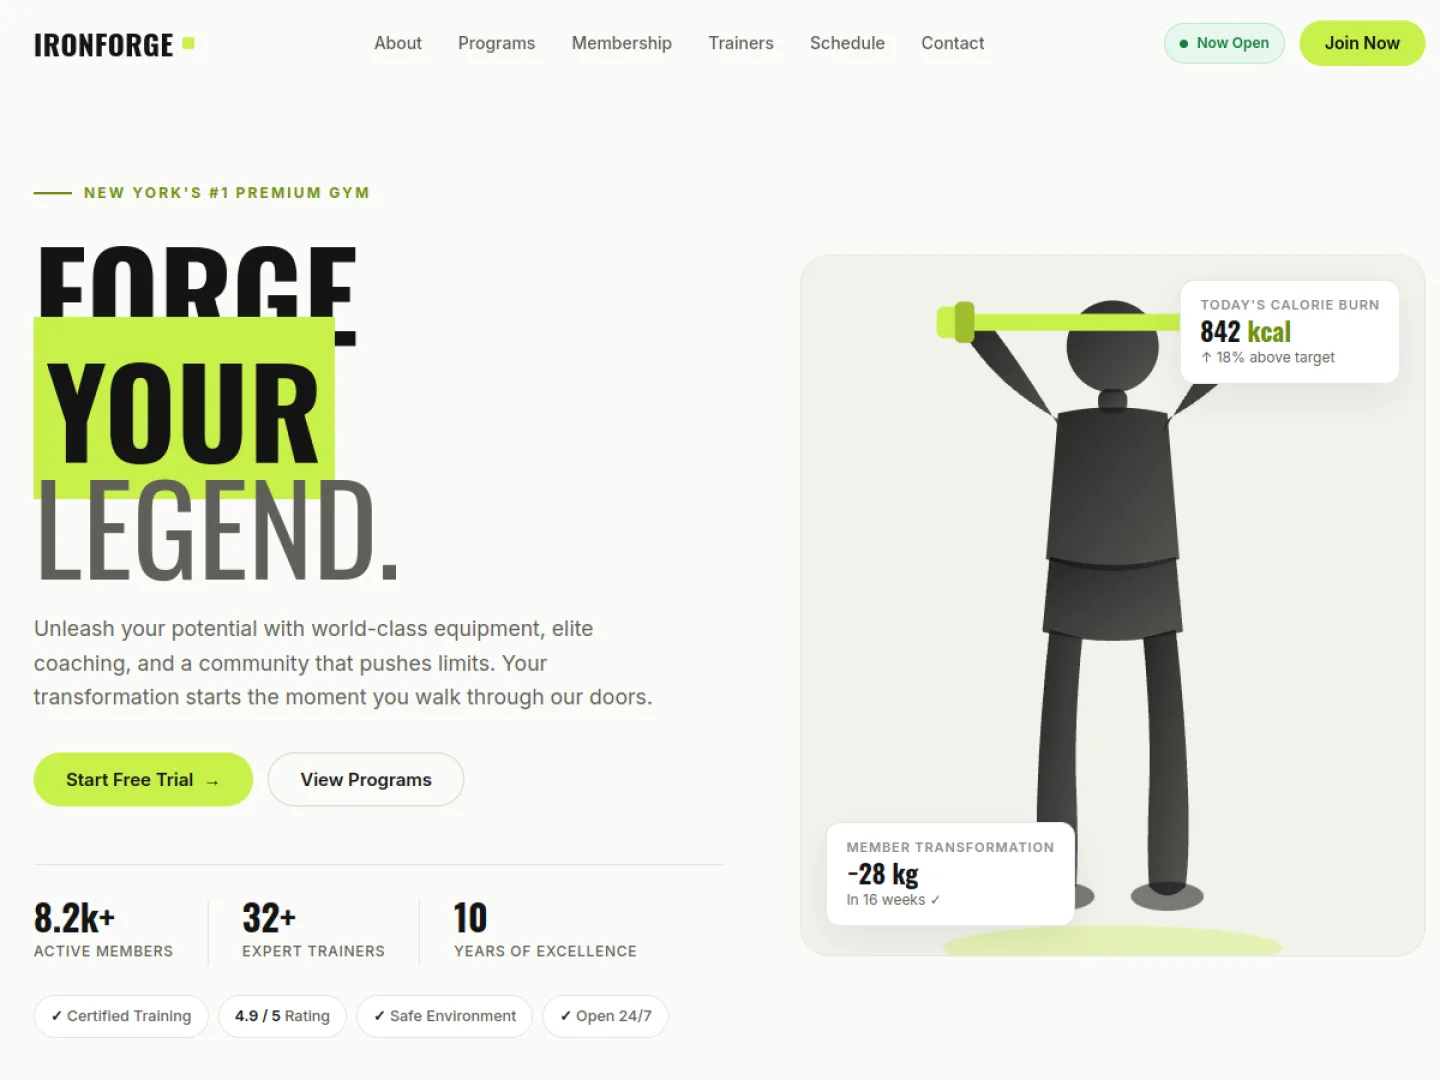 IRONFORGE
About Programs Membership Trainers Schedule Contact
Now Open
Join Now
NEW YORK'S #1 PREMIUM GYM
FORGE
YOUR
LEGEND.
Unleash your potential with world-class equipment, elite
coaching, and a community that pushes limits. Your
transformation starts the moment you walk through our doors.
Start Free Trial →
View Programs
8.2k+
ACTIVE MEMBERS
32+
EXPERT TRAINERS
10
YEARS OF EXCELLENCE
✓ Certified Training
4.9 / 5 Rating
✓ Safe Environment
✓ Open 24/7
TODAY'S CALORIE BURN
842 kcal
↑ 18% above target
MEMBER TRANSFORMATION
−28 kg
In 16 weeks ✓